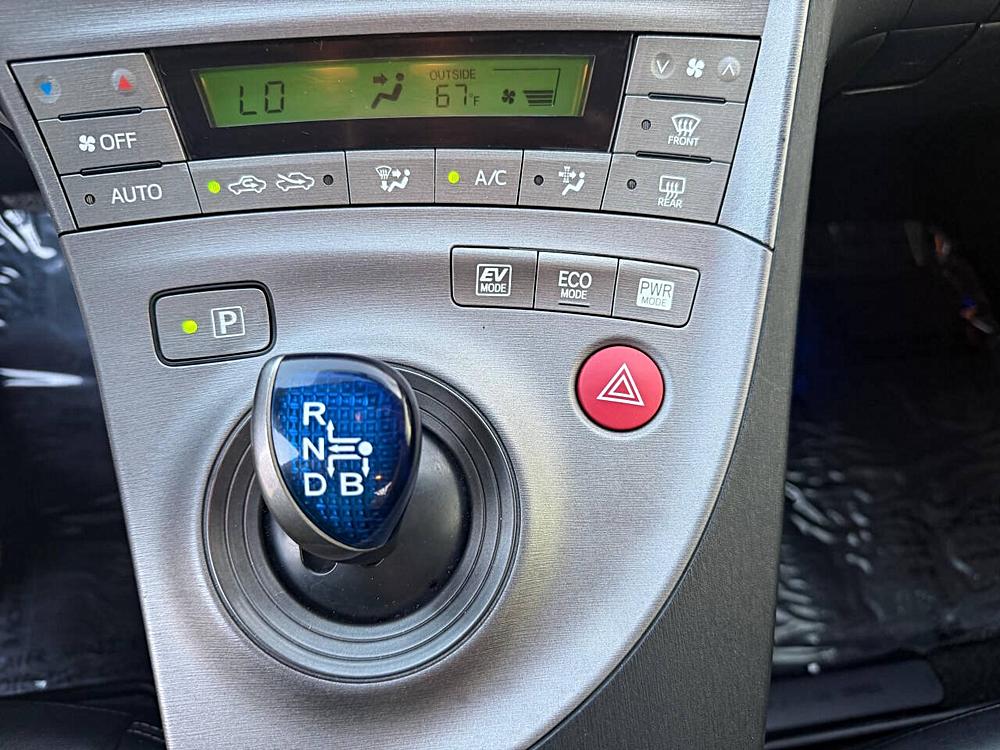 LO
OUTSIDE
67°F
OFF
FRONT
AUTO
A/C
REAR
EV
MODE
ECO
MODE
PWR
MODE
P
R
N
D B